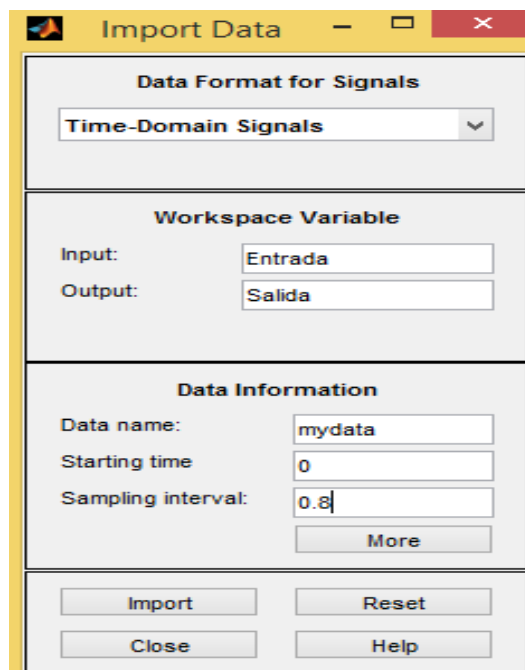 Import Data
Data Format for Signals
Time-Domain Signals
Workspace Variable
Input: Entrada
Output: Salida
Data Information
Data name: mydata
Starting time 0
Sampling interval: 0.8
More
Import Reset
Close Help